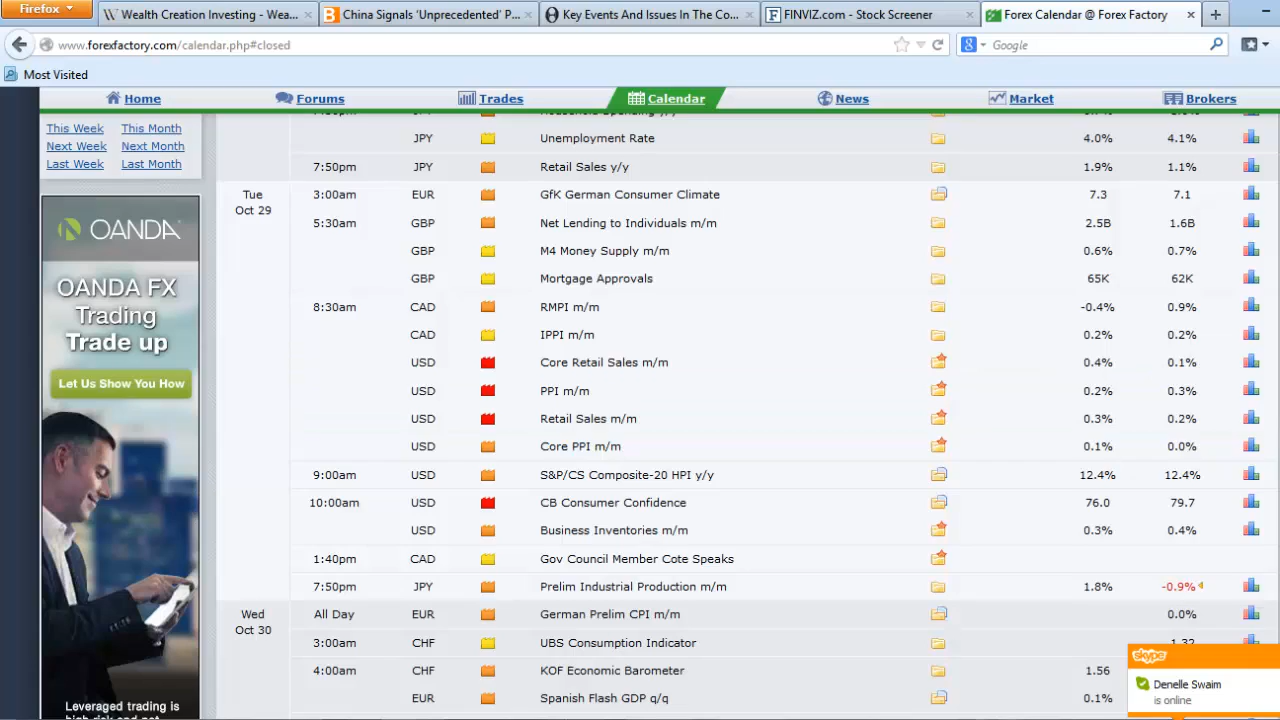 Firefox
Wealth Creation Investing - Wea...
China Signals 'Unprecedented' P...
Key Events And Issues In The Co...
FINVIZ.com - Stock Screener
Forex Calendar @ Forex Factory
www.forexfactory.com/calendar.php#closed
Google
Most Visited
Home Forums Trades Calendar News Market Brokers
This Week This Month
Next Week Next Month
Last Week Last Month
JPY Unemployment Rate 4.0% 4.1%
7:50pm JPY Retail Sales y/y 1.9% 1.1%
Tue Oct 29 3:00am EUR GfK German Consumer Climate 7.3 7.1
5:30am GBP Net Lending to Individuals m/m 2.5B 1.6B
GBP M4 Money Supply m/m 0.6% 0.7%
GBP Mortgage Approvals 65K 62K
8:30am CAD RMPI m/m -0.4% 0.9%
CAD IPPI m/m 0.2% 0.2%
USD Core Retail Sales m/m 0.4% 0.1%
USD PPI m/m 0.2% 0.3%
USD Retail Sales m/m 0.3% 0.2%
USD Core PPI m/m 0.1% 0.0%
9:00am USD S&P/CS Composite-20 HPI y/y 12.4% 12.4%
10:00am USD CB Consumer Confidence 76.0 79.7
USD Business Inventories m/m 0.3% 0.4%
1:40pm CAD Gov Council Member Cote Speaks
7:50pm JPY Prelim Industrial Production m/m 1.8% -0.9%
Wed Oct 30 All Day EUR German Prelim CPI m/m 0.0%
3:00am CHF UBS Consumption Indicator 1.32
4:00am CHF KOF Economic Barometer 1.56
EUR Spanish Flash GDP q/q 0.1%
OANDA
OANDA FX
Trading
Trade up
Let Us Show You How
Leveraged trading is
high risk and not
skype
Denelle Swaim
is online